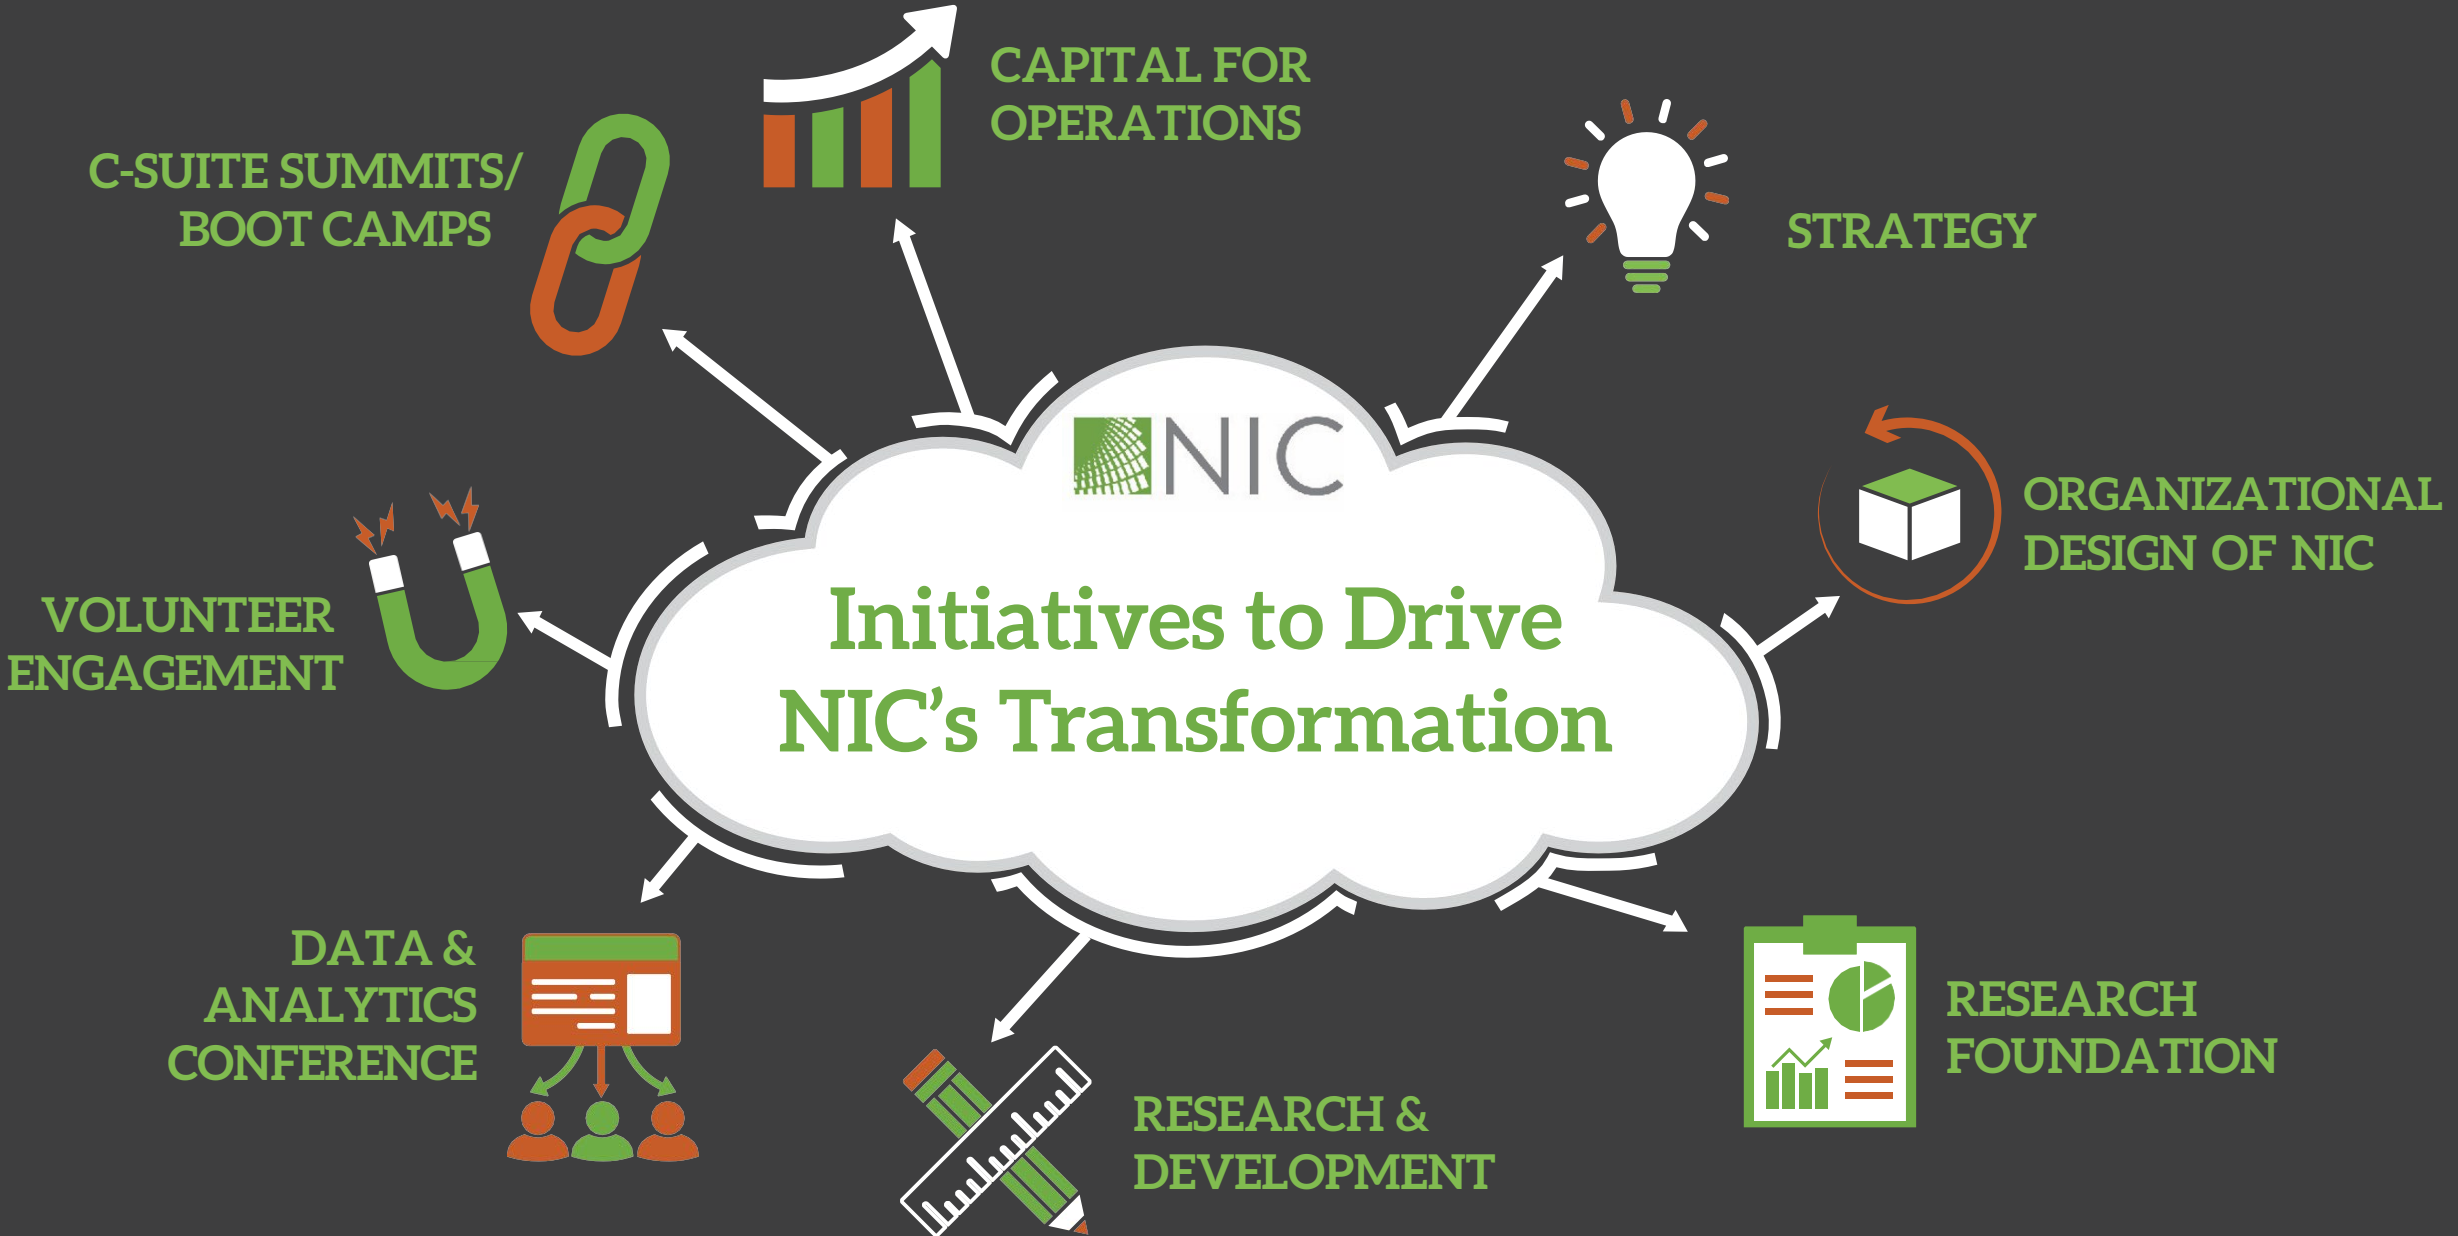 CAPITAL FOR
OPERATIONS
C-SUITE SUMMITS/
BOOT CAMPS
STRATEGY
NIC
Initiatives to Drive
NIC’s Transformation
ORGANIZATIONAL
DESIGN OF NIC
VOLUNTEER
ENGAGEMENT
DATA &
ANALYTICS
CONFERENCE
RESEARCH
FOUNDATION
RESEARCH &
DEVELOPMENT